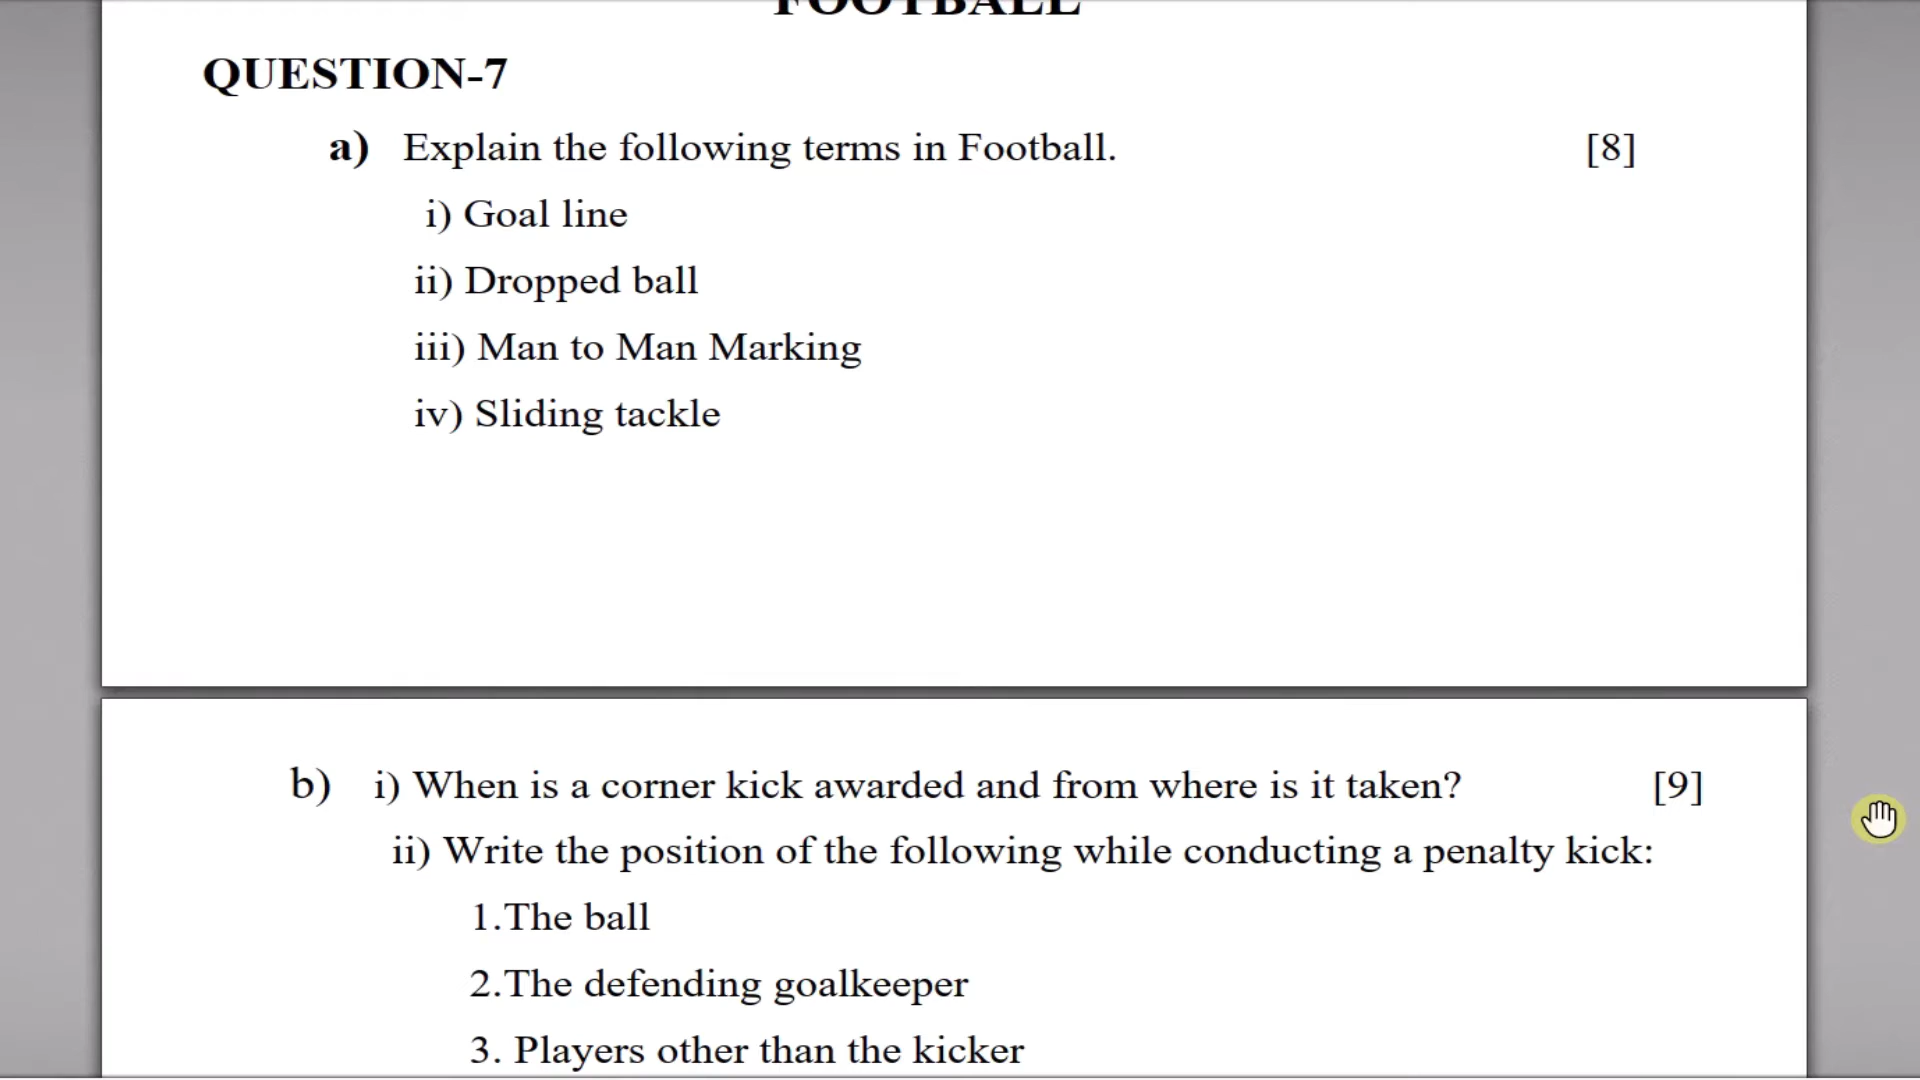 FOOTBALL
QUESTION-7
a) Explain the following terms in Football. [8]
i) Goal line
ii) Dropped ball
iii) Man to Man Marking
iv) Sliding tackle
b) i) When is a corner kick awarded and from where is it taken? [9]
ii) Write the position of the following while conducting a penalty kick:
1.The ball
2.The defending goalkeeper
3. Players other than the kicker